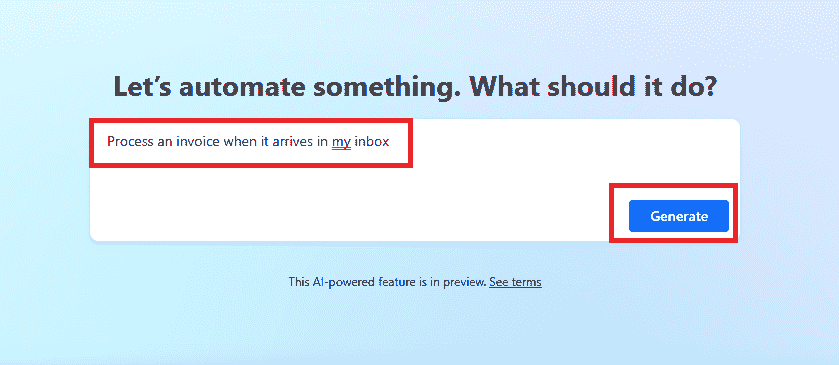 Let's automate something. What should it do?
Process an invoice when it arrives in my inbox
Generate
This AI-powered feature is in preview. See terms